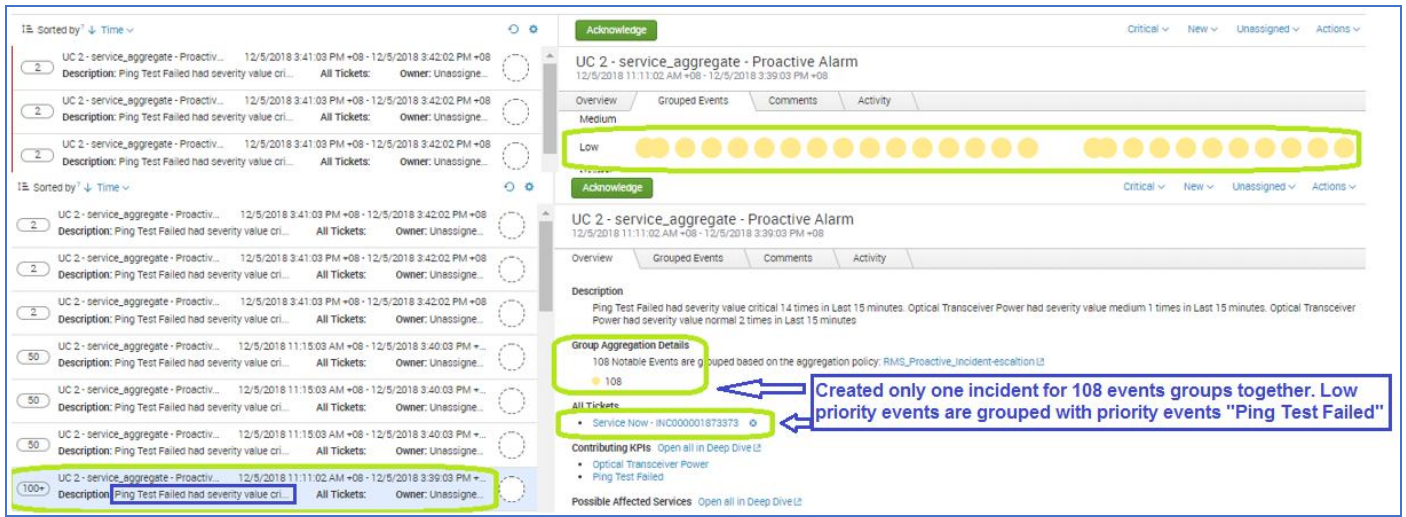 Sorted by ↓ Time
2
UC 2 - service_aggregate - Proactiv... 12/5/2018 3:41:03 PM +08 - 12/5/2018 3:42:02 PM +08
Description: Ping Test Failed had severity value cri... All Tickets: Owner: Unassigne...
2
UC 2 - service_aggregate - Proactiv... 12/5/2018 3:41:03 PM +08 - 12/5/2018 3:42:02 PM +08
Description: Ping Test Failed had severity value cri... All Tickets: Owner: Unassigne...
2
UC 2 - service_aggregate - Proactiv... 12/5/2018 3:41:03 PM +08 - 12/5/2018 3:42:02 PM +08
Description: Ping Test Failed had severity value cri... All Tickets: Owner: Unassigne...
Acknowledge Critical New Unassigned Actions
UC 2 - service_aggregate - Proactive Alarm
12/5/2018 11:11:02 AM +08 - 12/5/2018 3:39:03 PM +08
Overview Grouped Events Comments Activity
Medium
Low
Sorted by ? ↓ Time
2
UC 2 - service_aggregate - Proactiv... 12/5/2018 3:41:03 PM +08 - 12/5/2018 3:42:02 PM +08
Description: Ping Test Failed had severity value cri... All Tickets: Owner: Unassigne...
2
UC 2 - service_aggregate - Proactiv... 12/5/2018 3:41:03 PM +08 - 12/5/2018 3:42:02 PM +08
Description: Ping Test Failed had severity value cri... All Tickets: Owner: Unassigne...
2
UC 2 - service_aggregate - Proactiv... 12/5/2018 3:41:03 PM +08 - 12/5/2018 3:42:02 PM +08
Description: Ping Test Failed had severity value cri... All Tickets: Owner: Unassigne...
50
UC 2 - service_aggregate - Proactiv... 12/5/2018 11:15:03 AM +08 - 12/5/2018 3:40:03 PM +...
Description: Ping Test Failed had severity value cri... All Tickets: Owner: Unassigne...
50
UC 2 - service_aggregate - Proactiv... 12/5/2018 11:15:03 AM +08 - 12/5/2018 3:40:03 PM +...
Description: Ping Test Failed had severity value cri... All Tickets: Owner: Unassigne...
50
UC 2 - service_aggregate - Proactiv... 12/5/2018 11:15:03 AM +08 - 12/5/2018 3:40:03 PM +...
Description: Ping Test Failed had severity value cri... All Tickets: Owner: Unassigne...
100+
UC 2 - service_aggregate - Proactiv... 12/5/2018 11:11:02 AM +08 - 12/5/2018 3:39:03 PM +...
Description: Ping Test Failed had severity value cri... All Tickets: Owner: Unassigne...
Acknowledge Critical New Unassigned Actions
UC 2 - service_aggregate - Proactive Alarm
12/5/2018 11:11:02 AM +08 - 12/5/2018 3:39:03 PM +08
Overview Grouped Events Comments Activity
Description
Ping Test Failed had severity value critical 14 times in Last 15 minutes. Optical Transceiver Power had severity value medium 1 times in Last 15 minutes. Optical Transceiver
Power had severity value normal 2 times in Last 15 minutes
Group Aggregation Details
108 Notable Events are grouped based on the aggregation policy: RMS_Proactive_Incident-escaltion
108
All Tickets
Service Now - INC000001873373
Contributing KPIs Open all in Deep Dive
Optical Transceiver Power
Ping Test Failed
Possible Affected Services Open all in Deep Dive
Created only one incident for 108 events groups together. Low
priority events are grouped with priority events "Ping Test Failed"